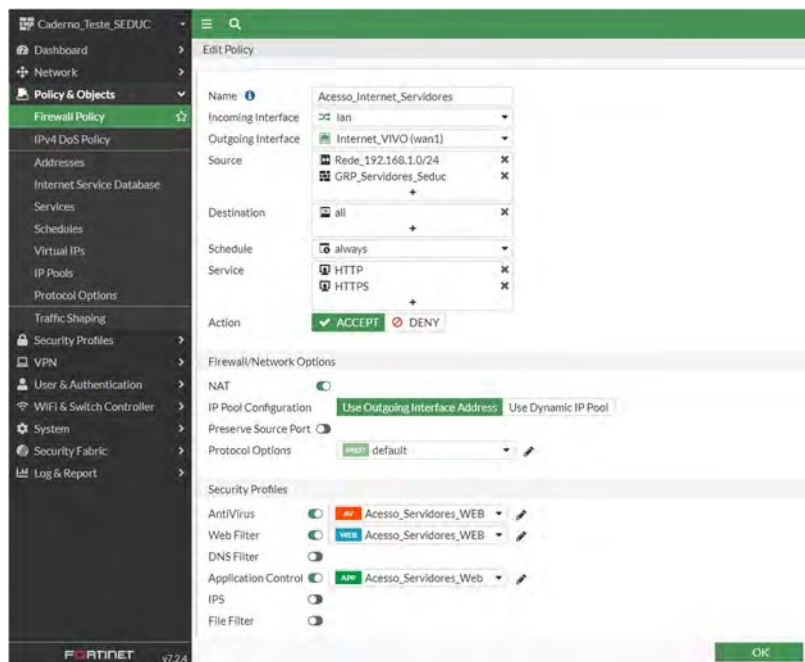 Caderno_Teste_SEDUC
Dashboard
Network
Policy & Objects
Firewall Policy
IPv4 DoS Policy
Addresses
Internet Service Database
Services
Schedules
Virtual IPs
IP Pools
Protocol Options
Traffic Shaping
Security Profiles
VPN
User & Authentication
WiFi & Switch Controller
System
Security Fabric
Log & Report
FORTINET
v7.2.4
Edit Policy
Name Acesso_Internet_Servidores
Incoming Interface lan
Outgoing Interface Internet_VIVO (wan1)
Source Rede_192.168.1.0/24
GRP_Servidores_Seduc
+
Destination all
+
Schedule always
Service HTTP
HTTPS
+
Action ACCEPT DENY
Firewall/Network Options
NAT
IP Pool Configuration Use Outgoing Interface Address Use Dynamic IP Pool
Preserve Source Port
Protocol Options PROT default
Security Profiles
AntiVirus AV Acesso_Servidores_WEB
Web Filter WEB Acesso_Servidores_WEB
DNS Filter
Application Control APP Acesso_Servidores_Web
IPS
File Filter
OK